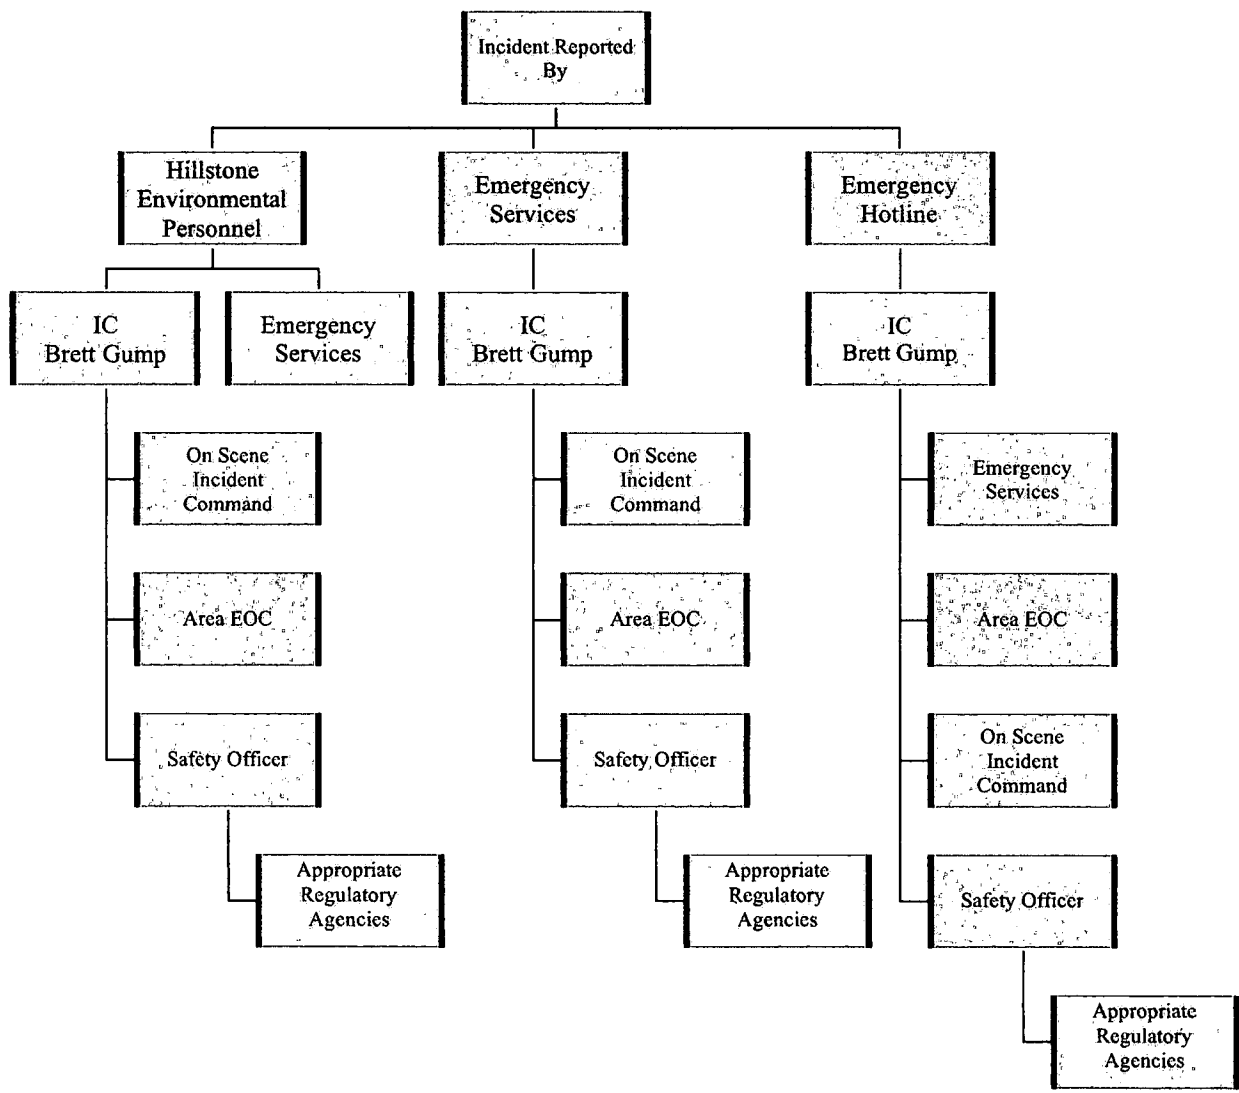 Incident Reported
By
Hillstone
Environmental
Personnel
Emergency
Services
Emergency
Hotline
IC
Brett Gump
Emergency
Services
IC
Brett Gump
IC
Brett Gump
On Scene
Incident
Command
On Scene
Incident
Command
Emergency
Services
Area EOC
Area EOC
Area EOC
Safety Officer
Safety Officer
On Scene
Incident
Command
Appropriate
Regulatory
Agencies
Appropriate
Regulatory
Agencies
Safety Officer
Appropriate
Regulatory
Agencies